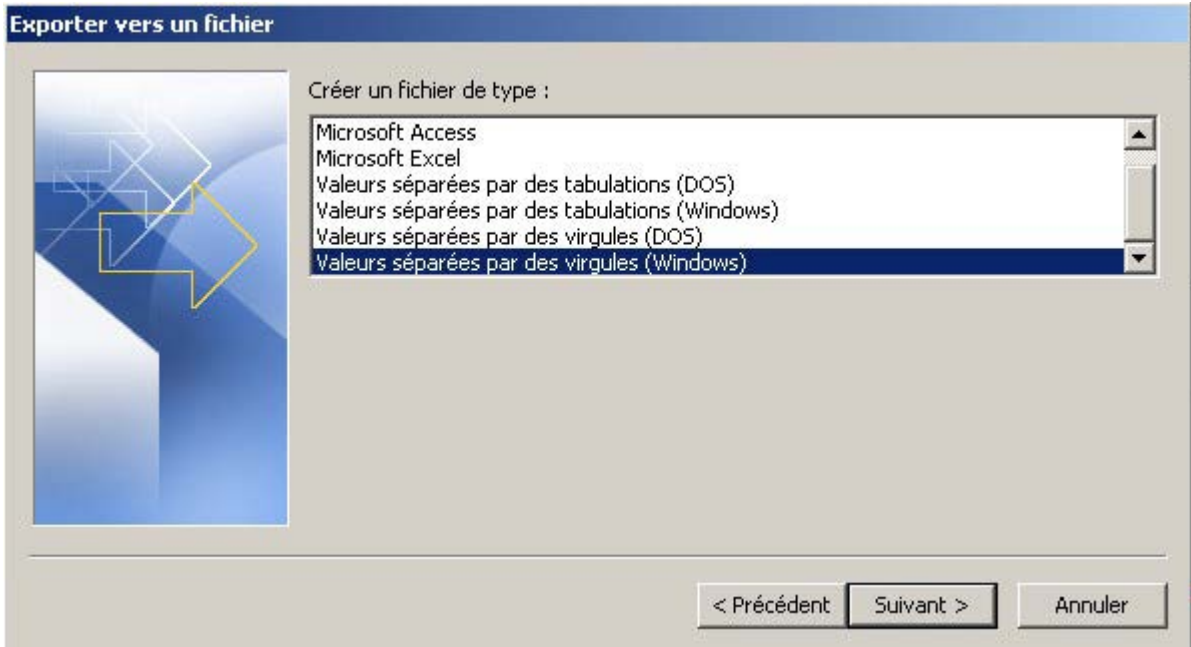 Exporter vers un fichier
Créer un fichier de type :
Microsoft Access
Microsoft Excel
Valeurs séparées par des tabulations (DOS)
Valeurs séparées par des tabulations (Windows)
Valeurs séparées par des virgules (DOS)
Valeurs séparées par des virgules (Windows)
< Précédent Suivant > Annuler